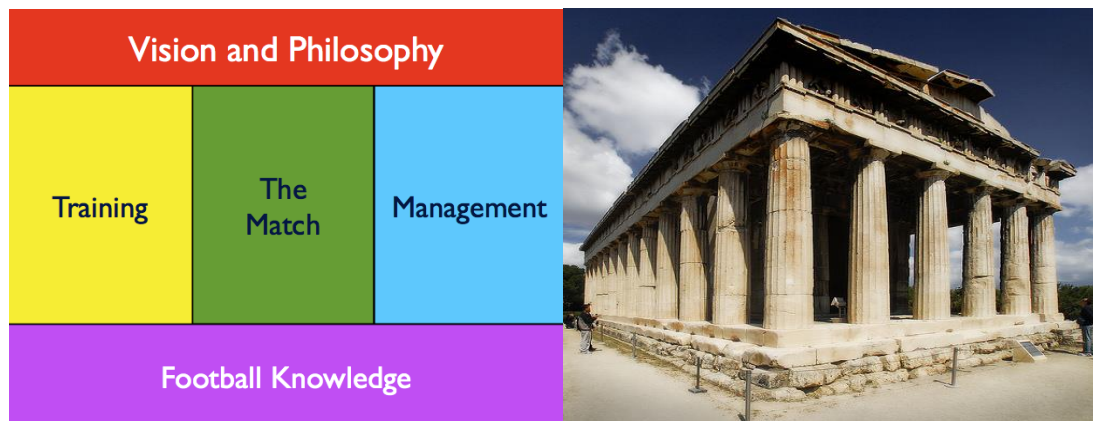 Vision and Philosophy
Training
The
Match
Management
Football Knowledge